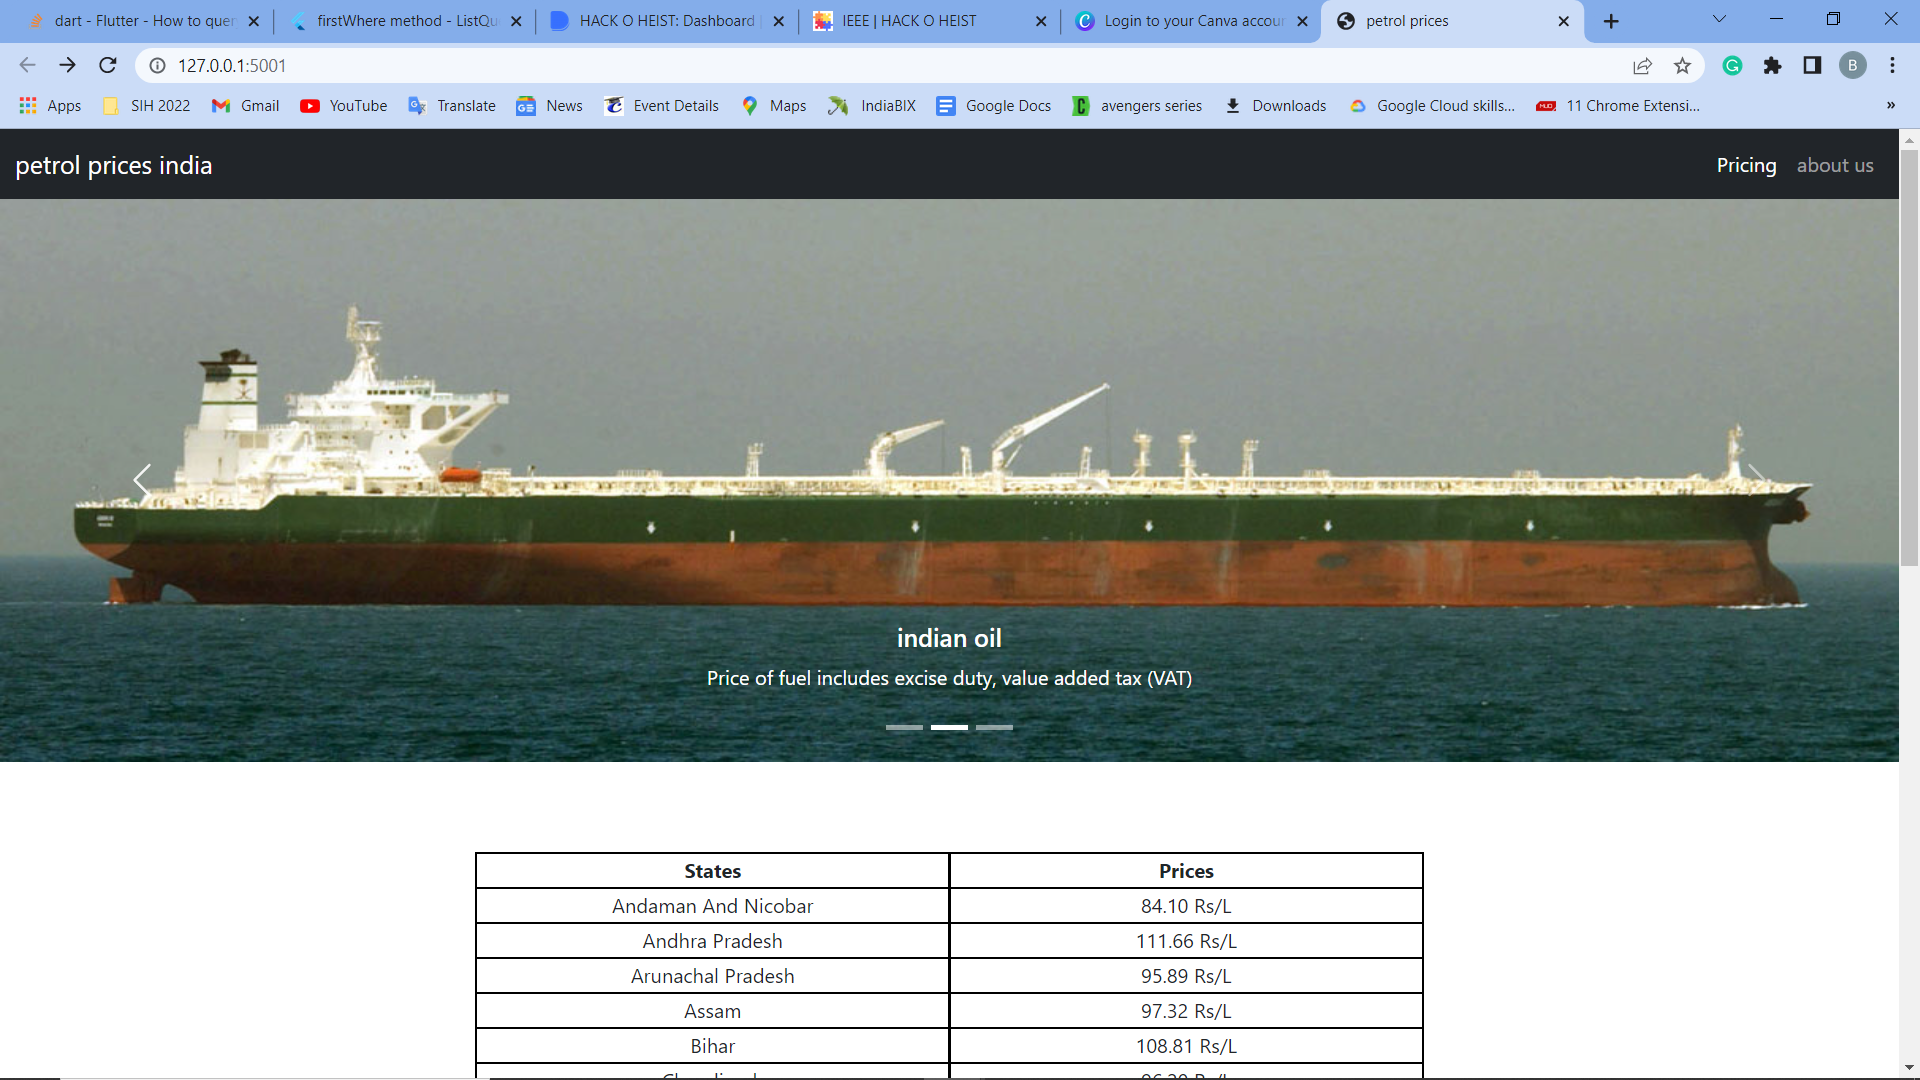 dart - Flutter - How to quer
firstWhere method - ListQu
HACK O HEIST: Dashboard |
IEEE | HACK O HEIST
Login to your Canva accour
petrol prices
127.0.0.1:5001
B
Apps
SIH 2022
Gmail
YouTube
Translate
News
Event Details
Maps
IndiaBIX
Google Docs
avengers series
Downloads
Google Cloud skills...
11 Chrome Extensi...
»
petrol prices india
Pricing
about us
indian oil
Price of fuel includes excise duty, value added tax (VAT)
States Prices
Andaman And Nicobar 84.10 Rs/L
Andhra Pradesh 111.66 Rs/L
Arunachal Pradesh 95.89 Rs/L
Assam 97.32 Rs/L
Bihar 108.81 Rs/L